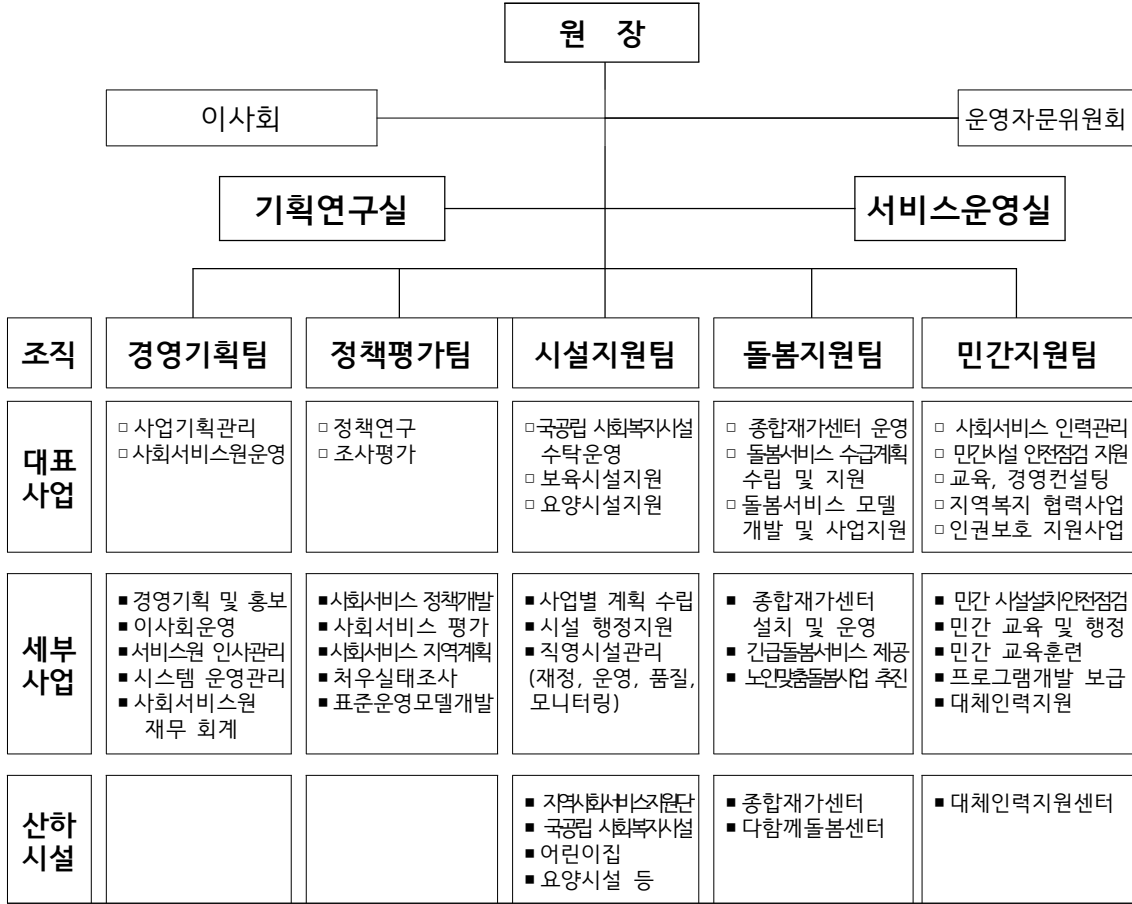 원 장
이사회
운영자문위원회
기획연구실
서비스운영실
조직
경영기획팀
정책평가팀
시설지원팀
돌봄지원팀
민간지원팀
대표
사업
□ 사업기획관리
□ 사회서비스원운영
□ 정책연구
□ 조사평가
□ 국공립 사회복지시설
수탁운영
□ 보육시설지원
□ 요양시설지원
□ 종합재가센터 운영
□ 돌봄서비스 수급계획
수립 및 지원
□ 돌봄서비스 모델
개발 및 사업지원
□ 사회서비스 인력관리
□ 민간시설 안전점검 지원
□ 교육, 경영컨설팅
□ 지역복지 협력사업
□ 인권보호 지원사업
세부
사업
■ 경영기획 및 홍보
■ 이사회운영
■ 서비스원 인사관리
■ 시스템 운영관리
■ 사회서비스원
재무 회계
■ 사회서비스 정책개발
■ 사회서비스 평가
■ 사회서비스 지역계획
■ 처우실태조사
■ 표준운영모델개발
■ 사업별 계획 수립
■ 시설 행정지원
■ 직영시설관리
(재정, 운영, 품질,
모니터링)
■ 종합재가센터
설치 및 운영
■ 긴급돌봄서비스 제공
■ 노인맞춤돌봄사업 추진
■ 민간 시설설치안전점검
■ 민간 교육 및 행정
■ 민간 교육훈련
■ 프로그램개발 보급
■ 대체인력지원
산하
시설
■ 지역사회서비스지원단
■ 국공립 사회복지시설
■ 어린이집
■ 요양시설 등
■ 종합재가센터
■ 다함께돌봄센터
■ 대체인력지원센터